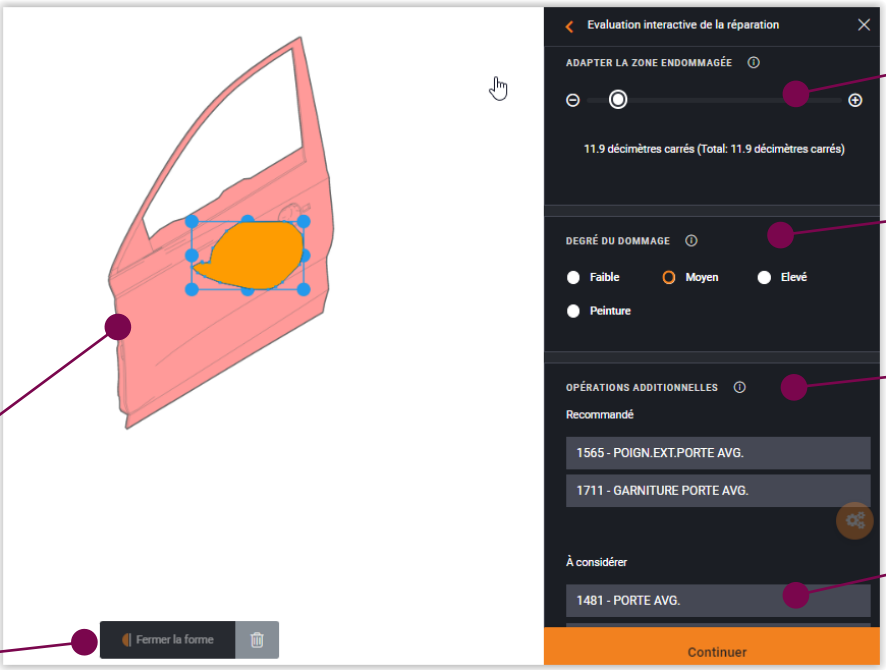 Evaluation interactive de la réparation
ADAPTER LA ZONE ENDOMMAGÉE
11.9 décimètres carrés (Total: 11.9 décimètres carrés)
DEGRÉ DU DOMMAGE
Faible
Moyen
Elevé
Peinture
OPÉRATIONS ADDITIONNELLES
Recommandé
1565 - POIGN.EXT.PORTE AVG.
1711 - GARNITURE PORTE AVG.
À considérer
1481 - PORTE AVG.
Fermer la forme
Continuer